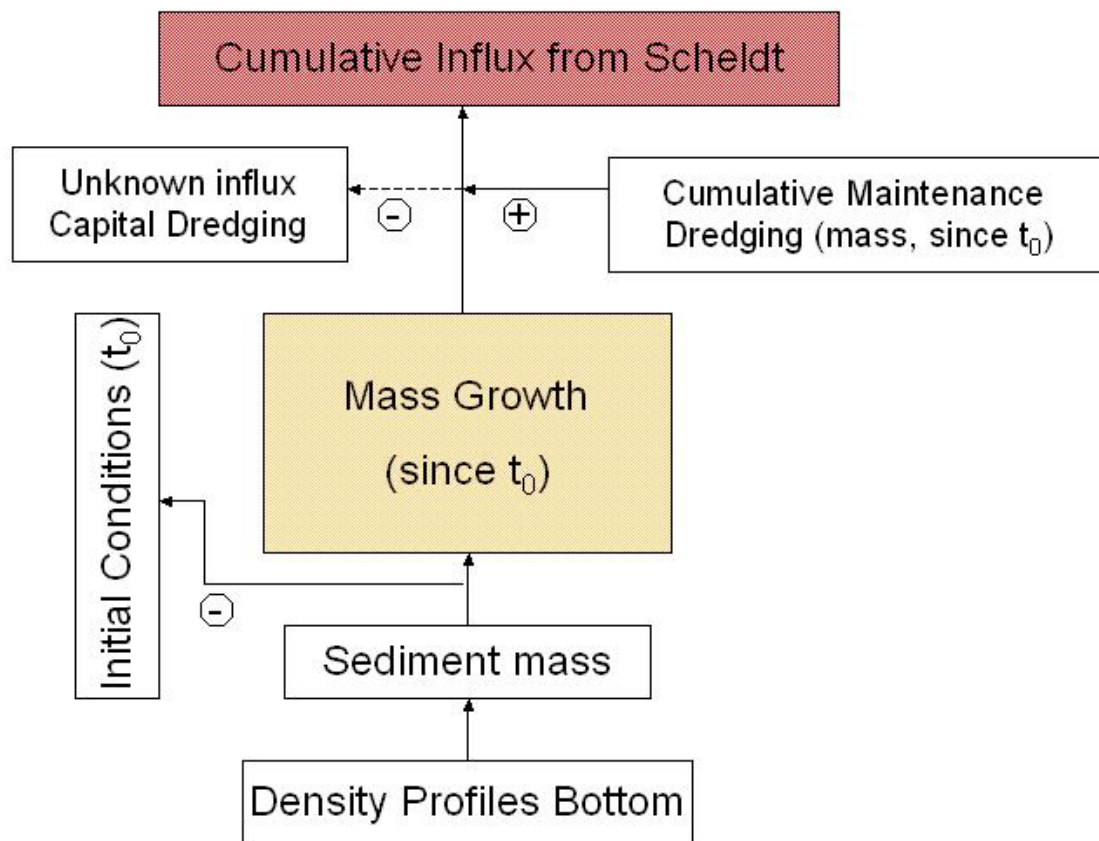 Cumulative Influx from Scheldt
Unknown influx
Capital Dredging
-
+
Cumulative Maintenance
Dredging (mass, since t₀)
Initial Conditions (t₀)
Mass Growth
(since t₀)
-
Sediment mass
Density Profiles Bottom